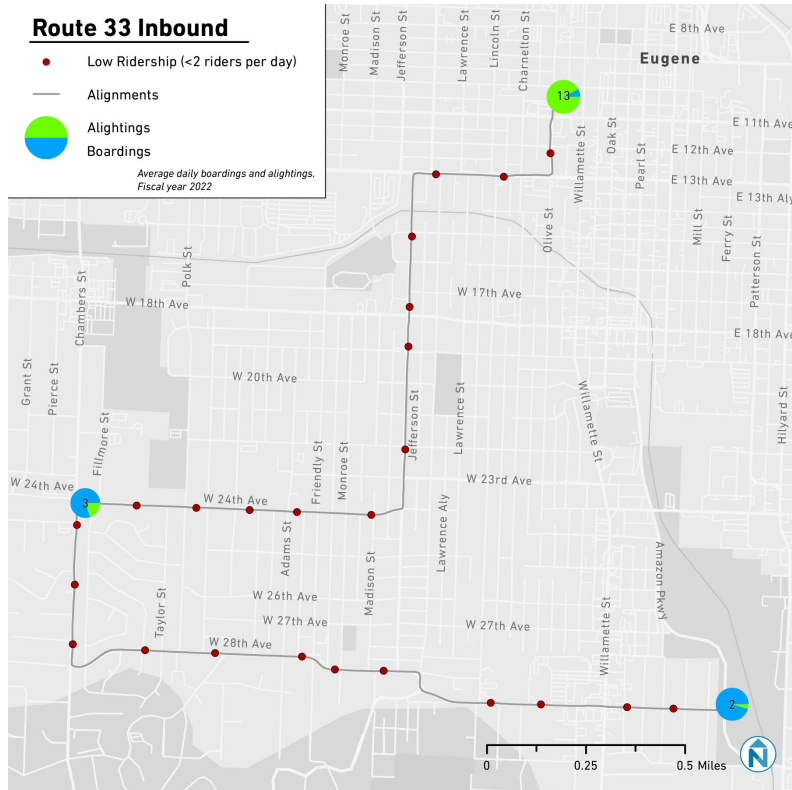 Route 33 Inbound
Low Ridership (<2 riders per day)
Alignments
Alightings
Boardings
Average daily boardings and alightings.
Fiscal year 2022
Monroe St
Madison St
Jefferson St
Lawrence St
Lincoln St
Charnelton St
E 8th Ave
Eugene
13
E 11th Ave
Willamette St
Oak St
Pearl St
E 12th Ave
E 13th Ave
E 13th Aly
Olive St
Mill St
Ferry St
Patterson St
Polk St
Chambers St
W 18th Ave
W 17th Ave
E 18th Ave
Grant St
Pierce St
W 20th Ave
Jefferson St
Lawrence St
Willamette St
Hilyard St
Fillmore St
Friendly St
Monroe St
W 24th Ave
W 23rd Ave
3
W 24th Ave
Adams St
Lawrence Aly
Madison St
Amazon Pkwy
Taylor St
W 26th Ave
W 27th Ave
W 27th Ave
Willamette St
W 28th Ave
2
0
0.25
0.5 Miles
N